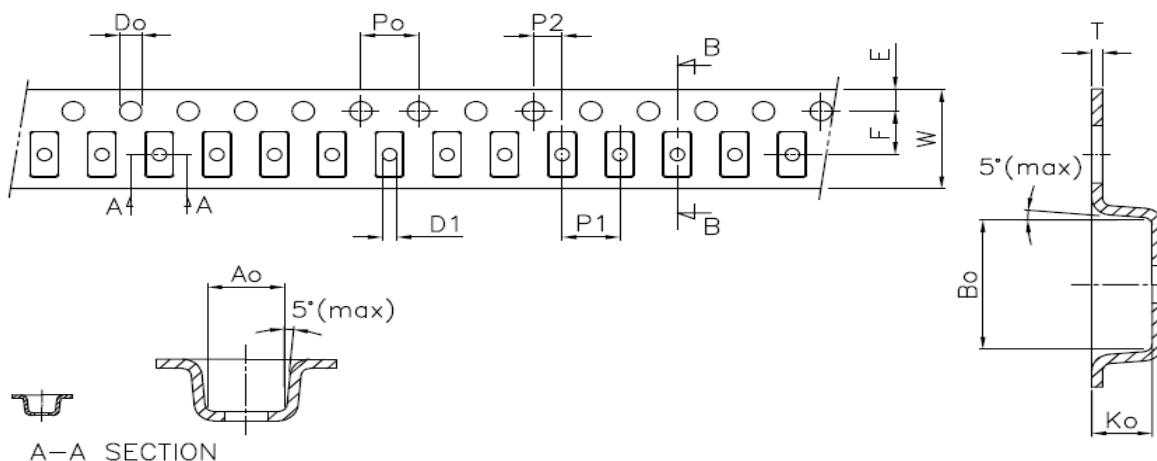 Do
Po
P2
B
T
E
F
W
A
A
D1
P1
B
5°(max)
Bo
Ao
5°(max)
Ko
A-A SECTION